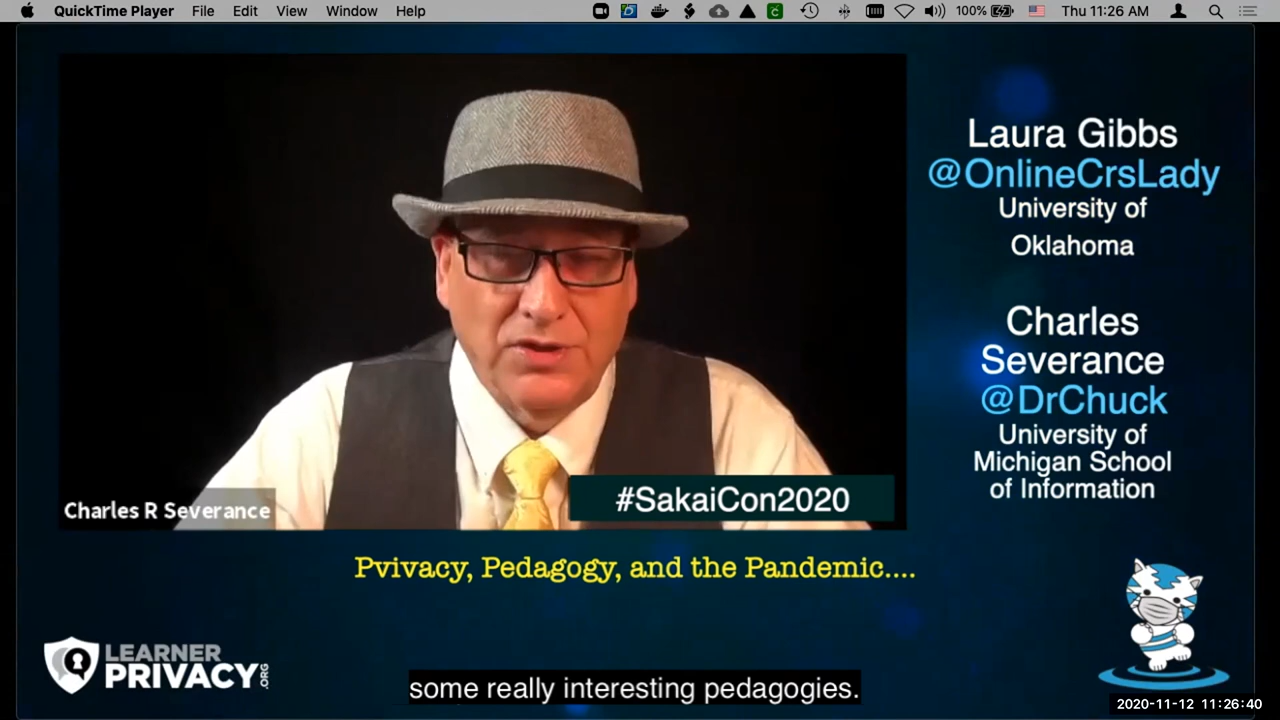 QuickTime Player File Edit View Window Help 100% Thu 11:26 AM
Laura Gibbs
@OnlineCrsLady
University of
Oklahoma
Charles
Severance
@DrChuck
University of
Michigan School
of Information
Charles R Severance
#SakaiCon2020
Pvivacy, Pedagogy, and the Pandemic....
LEARNER
PRIVACY.ORG
some really interesting pedagogies.
2020-11-12 11:26:40